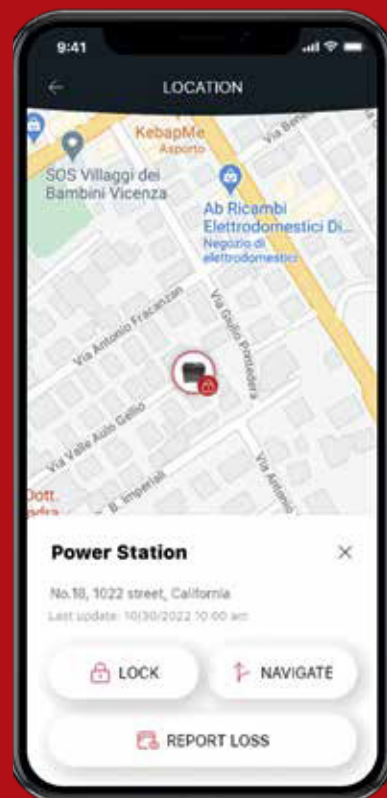 9:41
LOCATION
KebapMe
Asporto
Via Bene
SOS Villaggi dei
Bambini Vicenza
Ab Ricambi
Elettrodomestici Di...
Negozio di
elettrodomestici
Via Antonio Fracanzan
Via Giulio Pontedera
Via Valle Aulo Gellio
B. Imperiali
Via Antonio
Dott.
Power Station
No.18, 1022 street, California
Last update: 10/30/2022 10:00 am
LOCK
NAVIGATE
REPORT LOSS